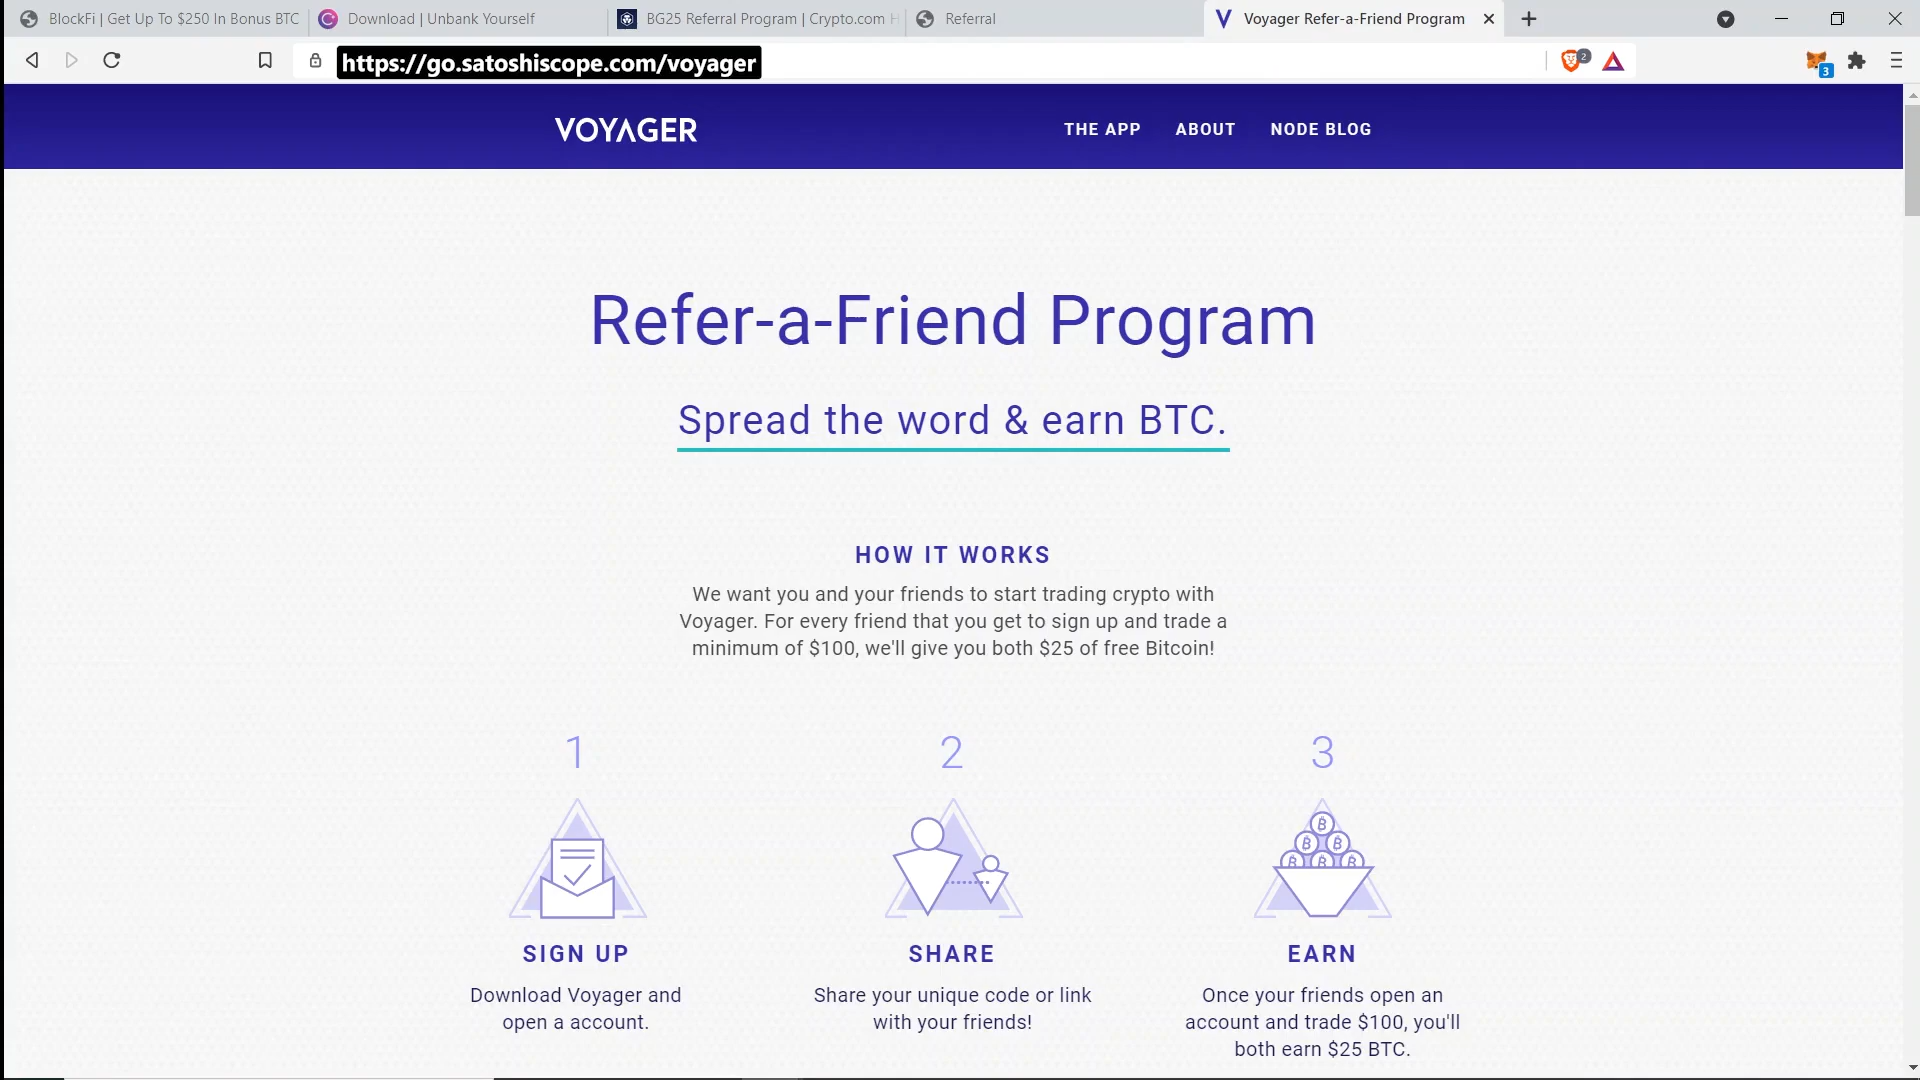 BlockFi | Get Up To $250 In Bonus BTC
Download | Unbank Yourself
BG25 Referral Program | Crypto.com H
Referral
Voyager Refer-a-Friend Program
https://go.satoshiscope.com/voyager
2
3
VOYAGER
THE APP
ABOUT
NODE BLOG
Refer-a-Friend Program
Spread the word & earn BTC.
HOW IT WORKS
We want you and your friends to start trading crypto with
Voyager. For every friend that you get to sign up and trade a
minimum of $100, we'll give you both $25 of free Bitcoin!
1
SIGN UP
Download Voyager and
open a account.
2
SHARE
Share your unique code or link
with your friends!
3
EARN
Once your friends open an
account and trade $100, you'll
both earn $25 BTC.